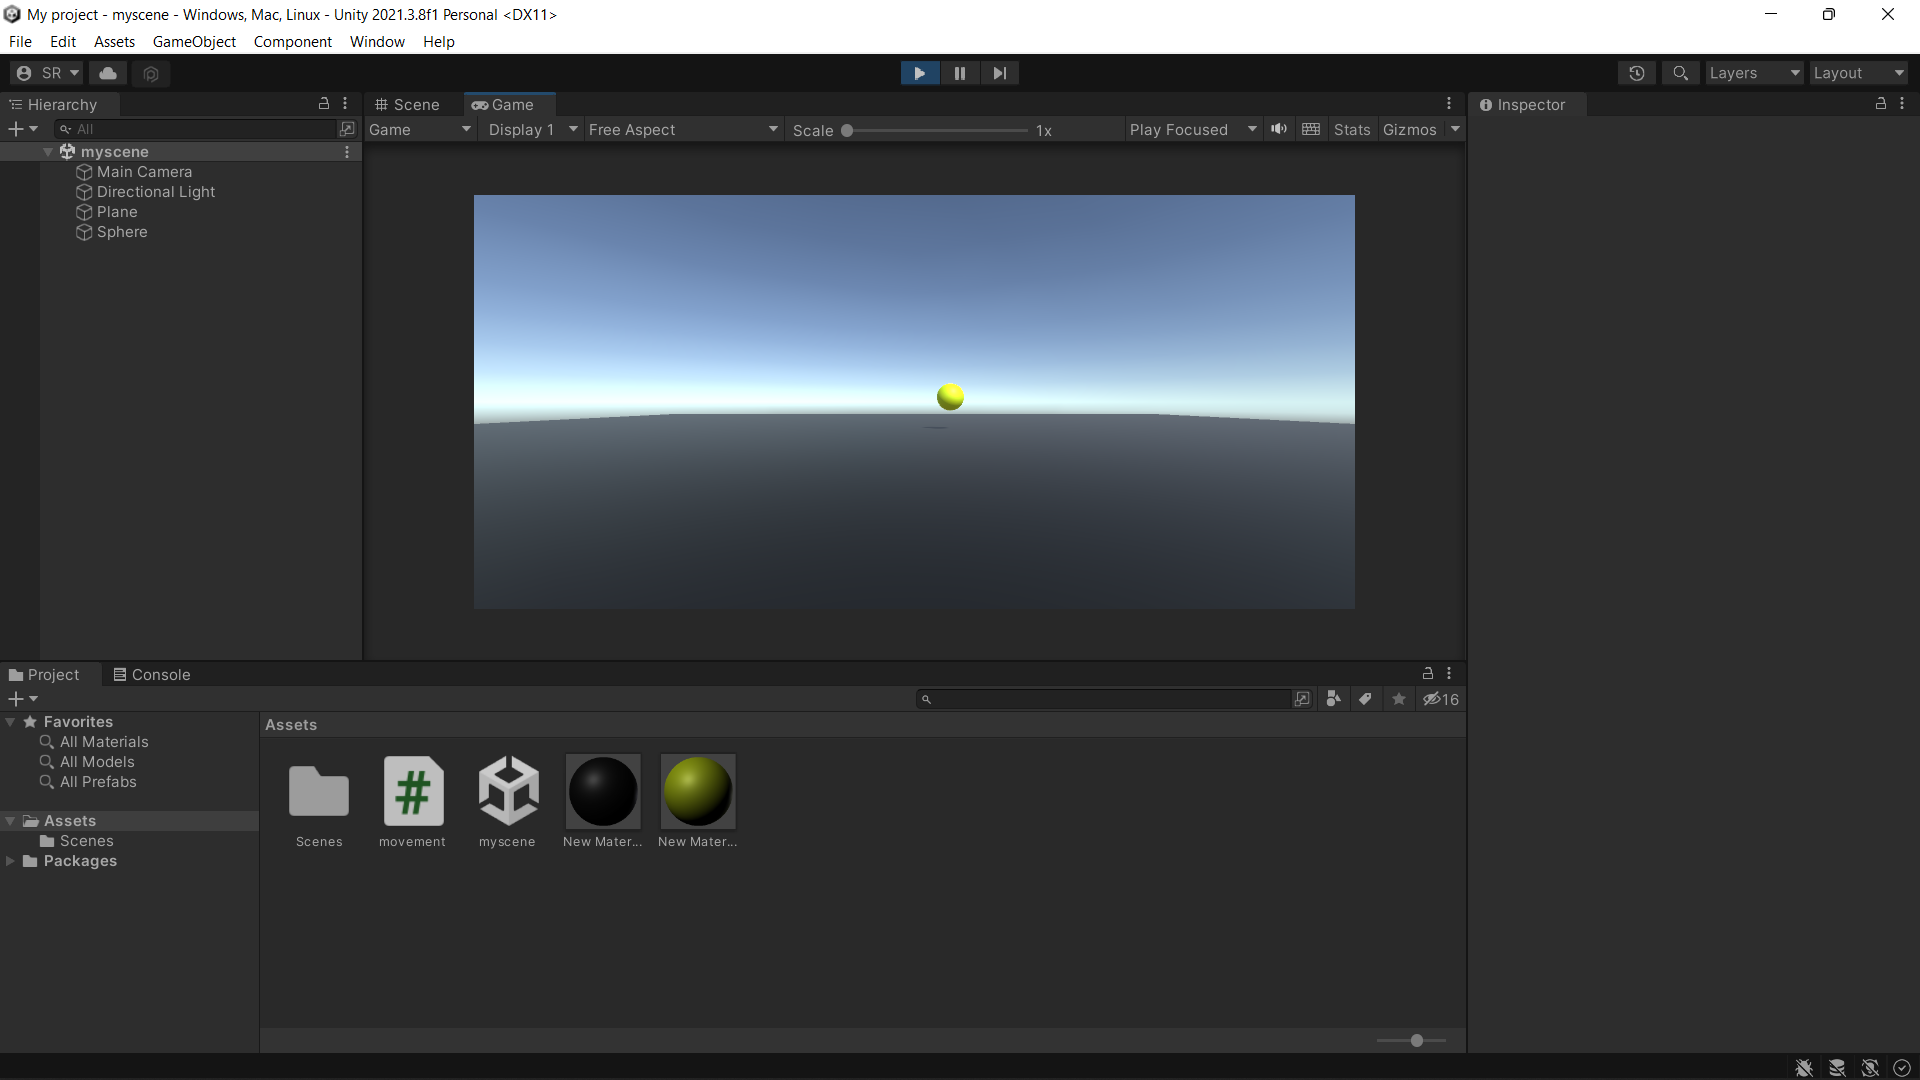 My project - myscene - Windows, Mac, Linux - Unity 2021.3.8f1 Personal <DX11>
File Edit Assets GameObject Component Window Help
SR Layers Layout
Hierarchy Scene Game Inspector
All Game Display 1 Free Aspect Scale 1x Play Focused Stats Gizmos
myscene
Main Camera
Directional Light
Plane
Sphere
Project Console
16
Favorites
All Materials
All Models
All Prefabs
Assets
Scenes
Packages
Assets
Scenes movement myscene New Mater... New Mater...